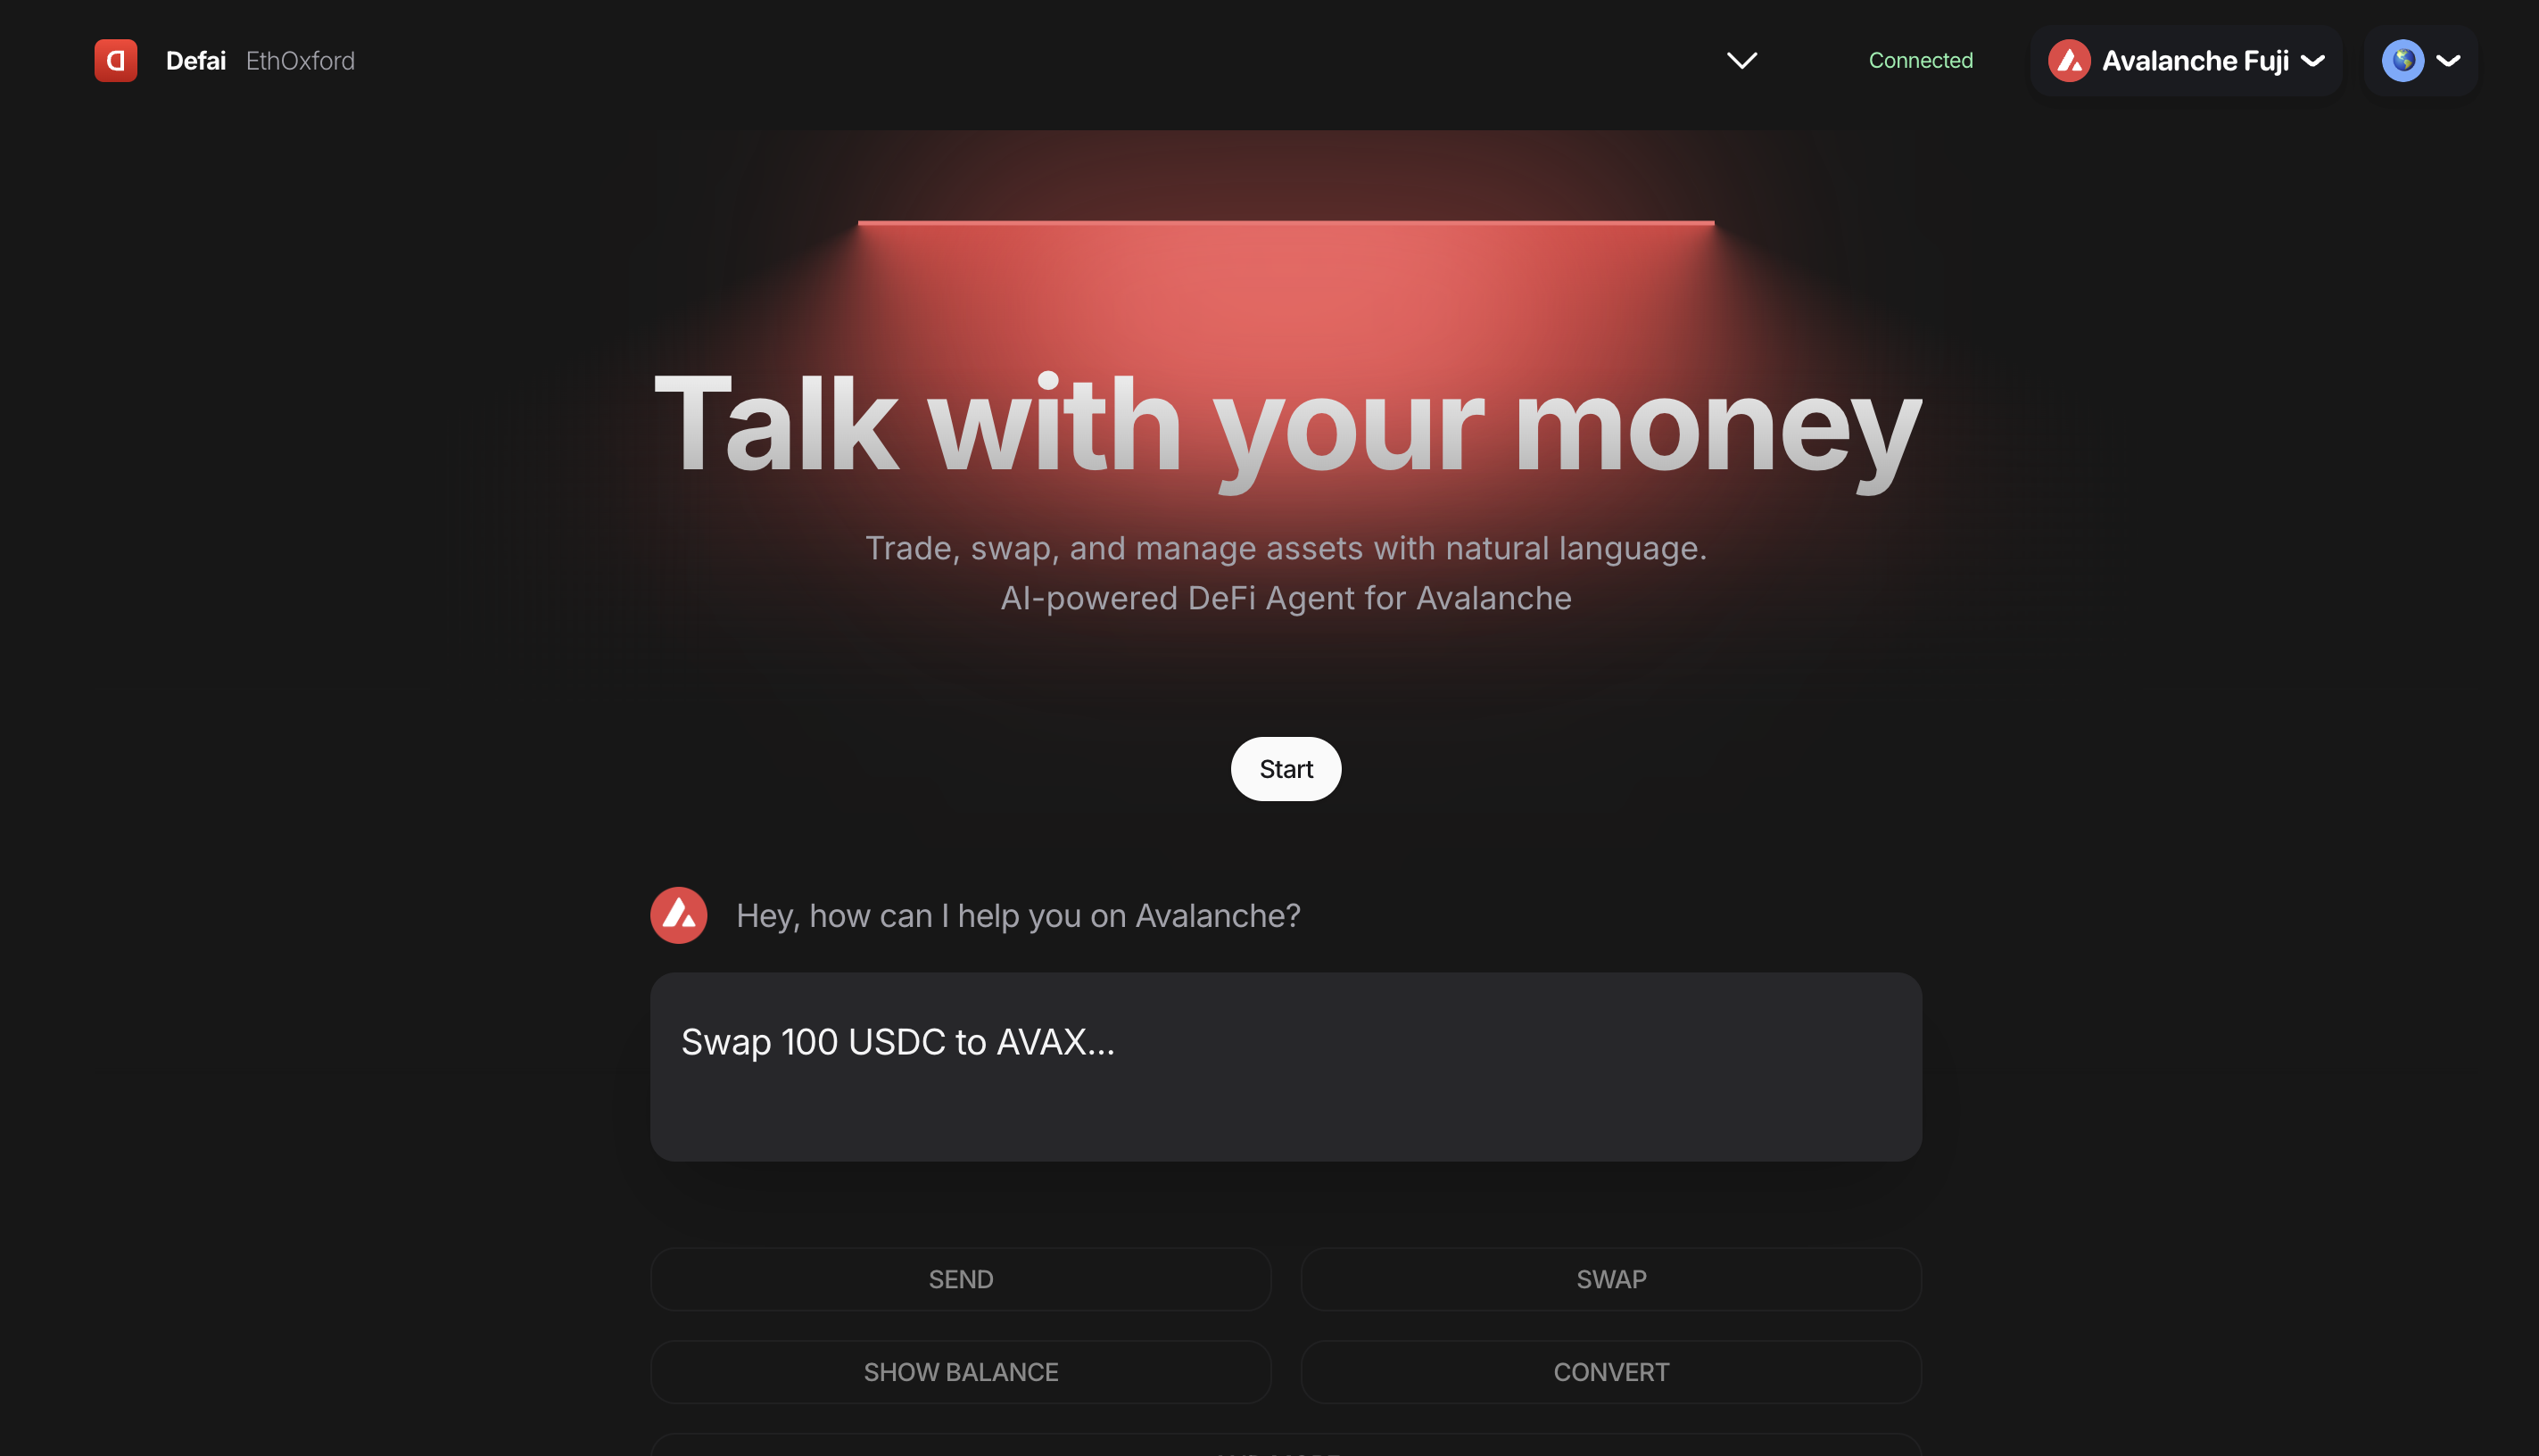 Defai EthOxford
Connected
Avalanche Fuji
Talk with your money
Trade, swap, and manage assets with natural language.
AI-powered DeFi Agent for Avalanche
Start
Hey, how can I help you on Avalanche?
Swap 100 USDC to AVAX...
SEND
SWAP
SHOW BALANCE
CONVERT